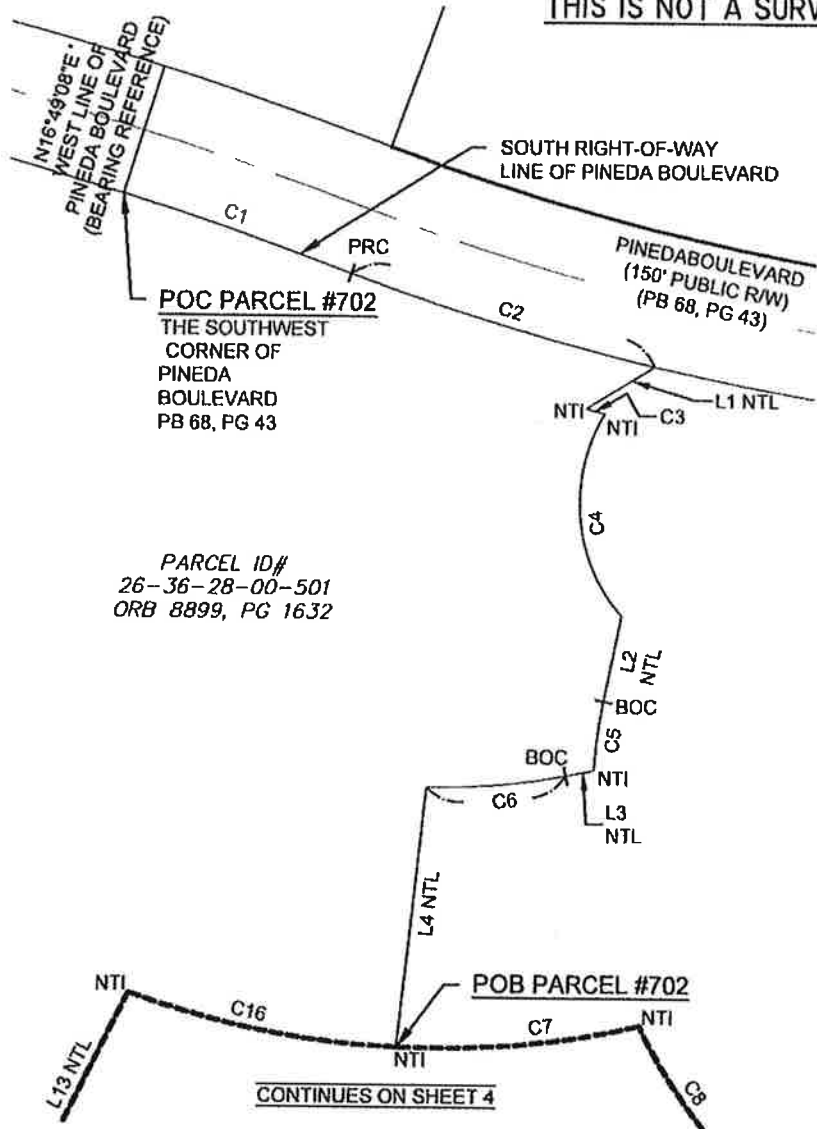 THIS IS NOT A SURV
N16°49'08"E
WEST LINE OF
PINEDA BOULEVARD
(BEARING REFERENCE)
SOUTH RIGHT-OF-WAY
LINE OF PINEDA BOULEVARD
C1
PRC
PINEDABOULEVARD
(150' PUBLIC R/W)
(PB 68, PG 43)
POC PARCEL #702
THE SOUTHWEST
CORNER OF
PINEDA
BOULEVARD
PB 68, PG 43
C2
L1 NTL
NTI
C3
NTI
C4
PARCEL ID#
26-36-28-00-501
ORB 8899, PG 1632
L2
NTL
BOC
C5
BOC
NTI
C6
L3
NTL
L4 NTL
POB PARCEL #702
NTI
C16
C7
NTI
NTI
L13 NTL
CONTINUES ON SHEET 4
C8